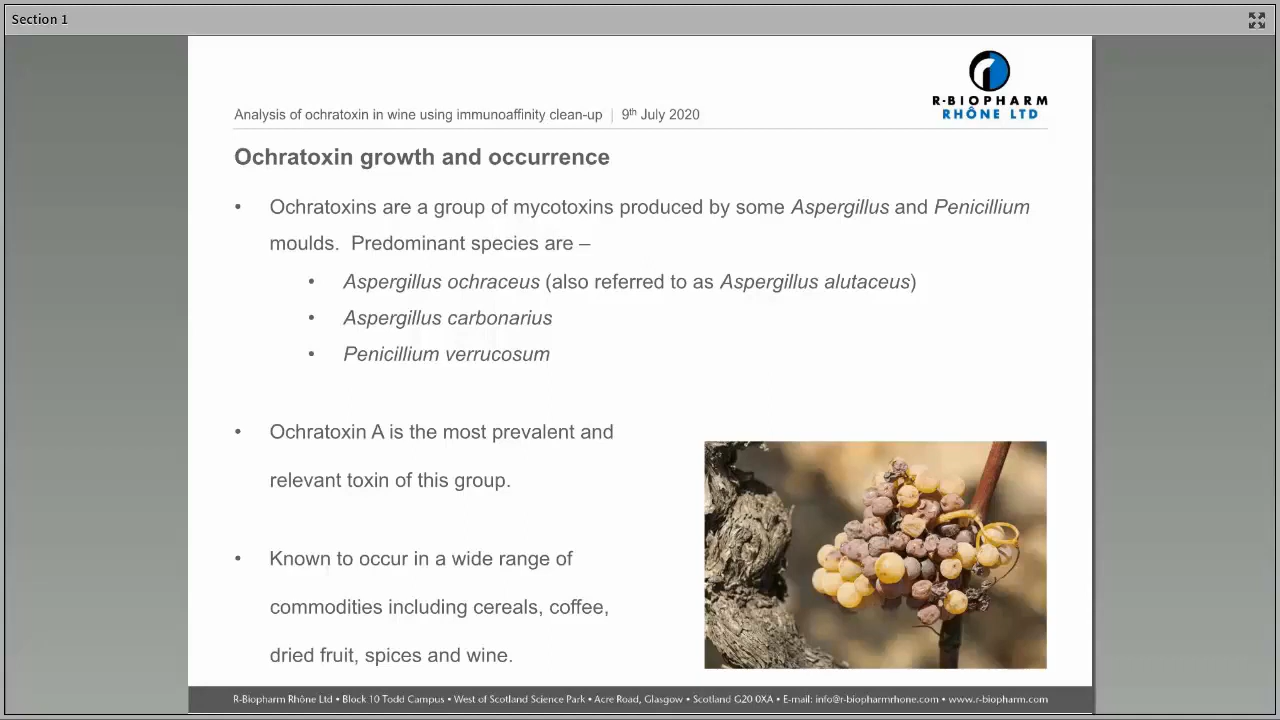 Section 1
R-BIOPHARM
RHÔNE LTD
Analysis of ochratoxin in wine using immunoaffinity clean-up | 9th July 2020
Ochratoxin growth and occurrence
• Ochratoxins are a group of mycotoxins produced by some Aspergillus and Penicillium
moulds. Predominant species are –
• Aspergillus ochraceus (also referred to as Aspergillus alutaceus)
• Aspergillus carbonarius
• Penicillium verrucosum
• Ochratoxin A is the most prevalent and
relevant toxin of this group.
• Known to occur in a wide range of
commodities including cereals, coffee,
dried fruit, spices and wine.
R-Biopharm Rhône Ltd • Block 10 Todd Campus • West of Scotland Science Park • Acre Road, Glasgow • Scotland G20 0XA • E-mail: info@r-biopharmrhone.com • www.r-biopharm.com